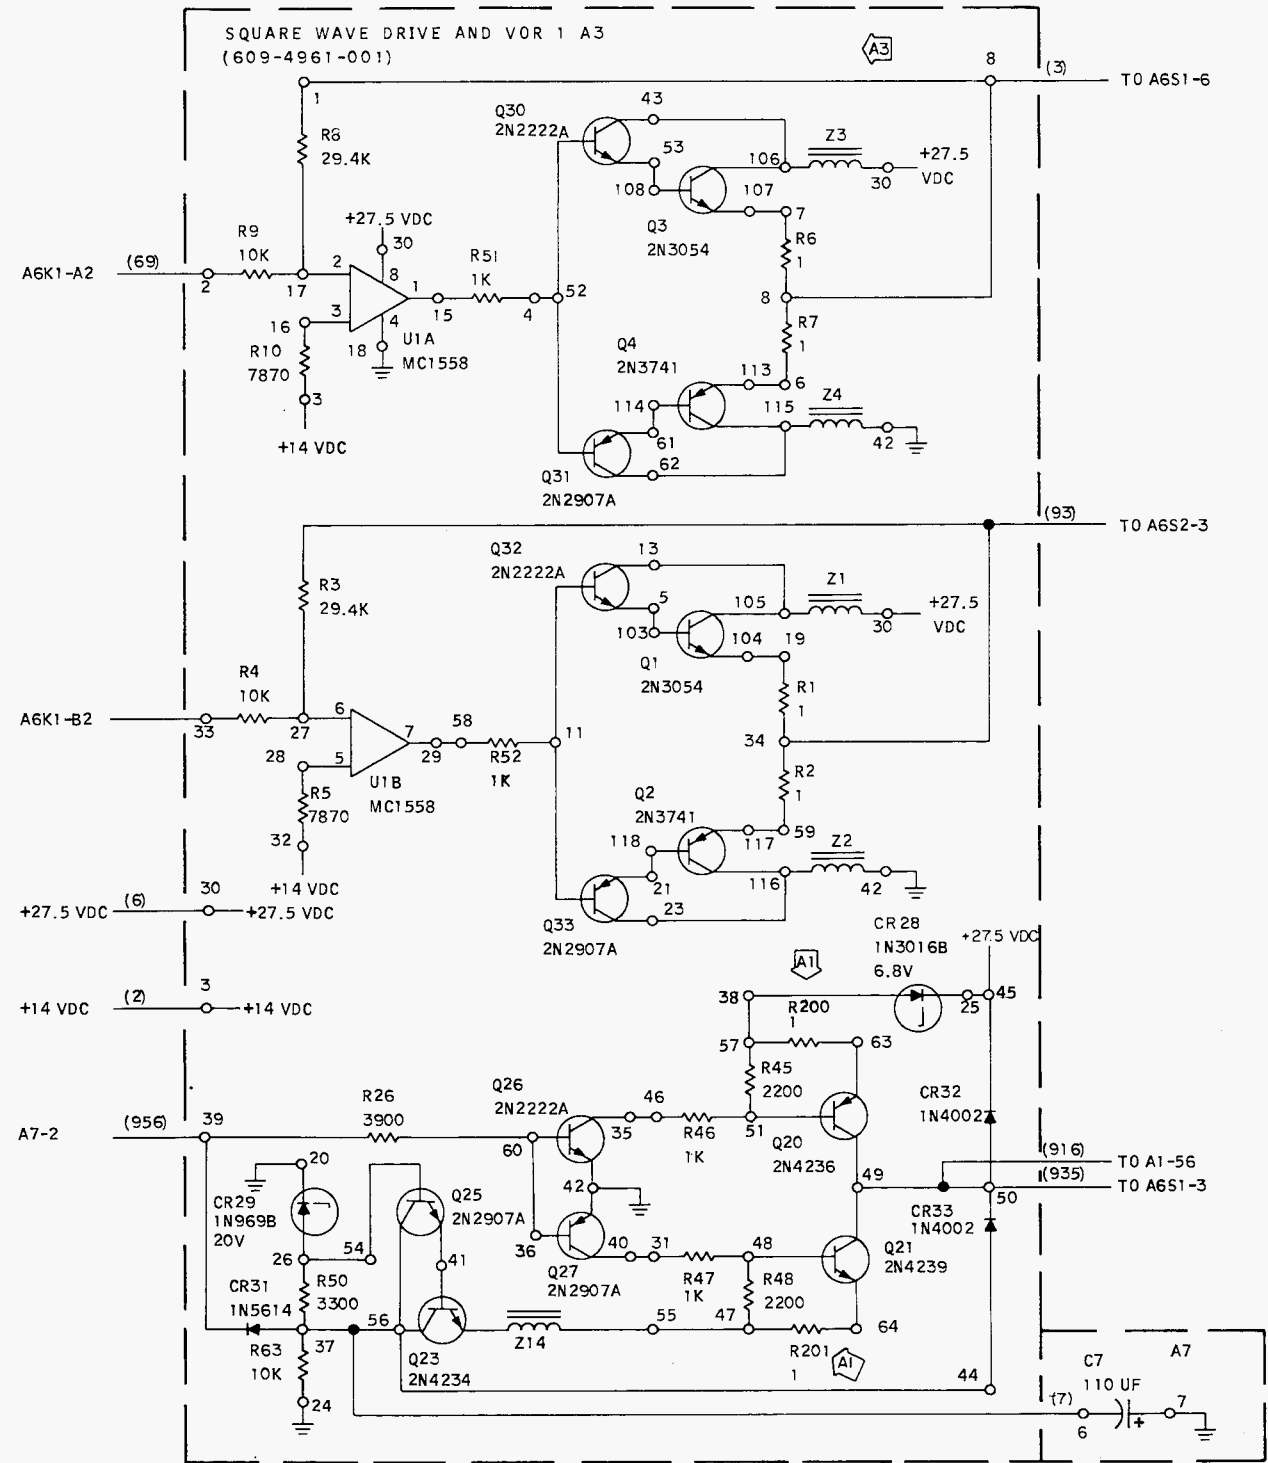 SQUARE WAVE DRIVE AND VOR 1 A3
(609-4961-001)
A3
8
(3)
TO A6S1-6
1
R8
29.4K
Q30
2N2222A
43
53
108
106
107
Z3
30
+27.5
VDC
Q3
2N3054
7
R6
1
8
R7
1
+27.5 VDC
30
R9
10K
A6K1-A2
(69)
2
17
2
8
1
3
4
16
18
U1A
MC1558
R10
7870
3
+14 VDC
15
R51
1K
4
52
Q4
2N3741
113
6
114
115
Z4
42
61
62
Q31
2N2907A
(93)
TO A6S2-3
R3
29.4K
Q32
2N2222A
13
5
103
105
104
19
Z1
30
+27.5
VDC
Q1
2N3054
R1
1
34
R2
1
R4
10K
A6K1-B2
33
27
6
7
5
28
U1B
MC1558
R5
7870
32
+14 VDC
29
58
R52
1K
11
Q2
2N3741
118
117
59
Z2
116
42
21
23
Q33
2N2907A
+27.5 VDC
(6)
30
+27.5 VDC
+14 VDC
(2)
3
+14 VDC
CR28
1N3016B
6.8V
+27.5 VDC
A1
38
R200
1
25
45
57
63
R45
2200
CR32
1N4002
A7-2
(956)
39
R26
3900
Q26
2N2222A
60
35
46
R46
1K
51
Q20
2N4236
(916)
TO A1-56
(935)
TO A6S1-3
49
50
20
CR29
1N969B
20V
26
54
Q25
2N2907A
42
36
Q27
2N2907A
40
31
R47
1K
48
R48
2200
Q21
2N4239
CR33
1N4002
41
CR31
1N5614
R50
3300
37
56
R63
10K
24
Q23
2N4234
Z14
55
47
R201
1
64
A1
44
C7
110 UF
A7
(7)
6
+
7